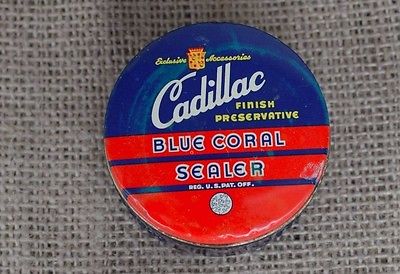 Exclusive Accessories
Cadillac
FINISH
PRESERVATIVE
BLUE CORAL
SEALER
REG. U.S. PAT. OFF.